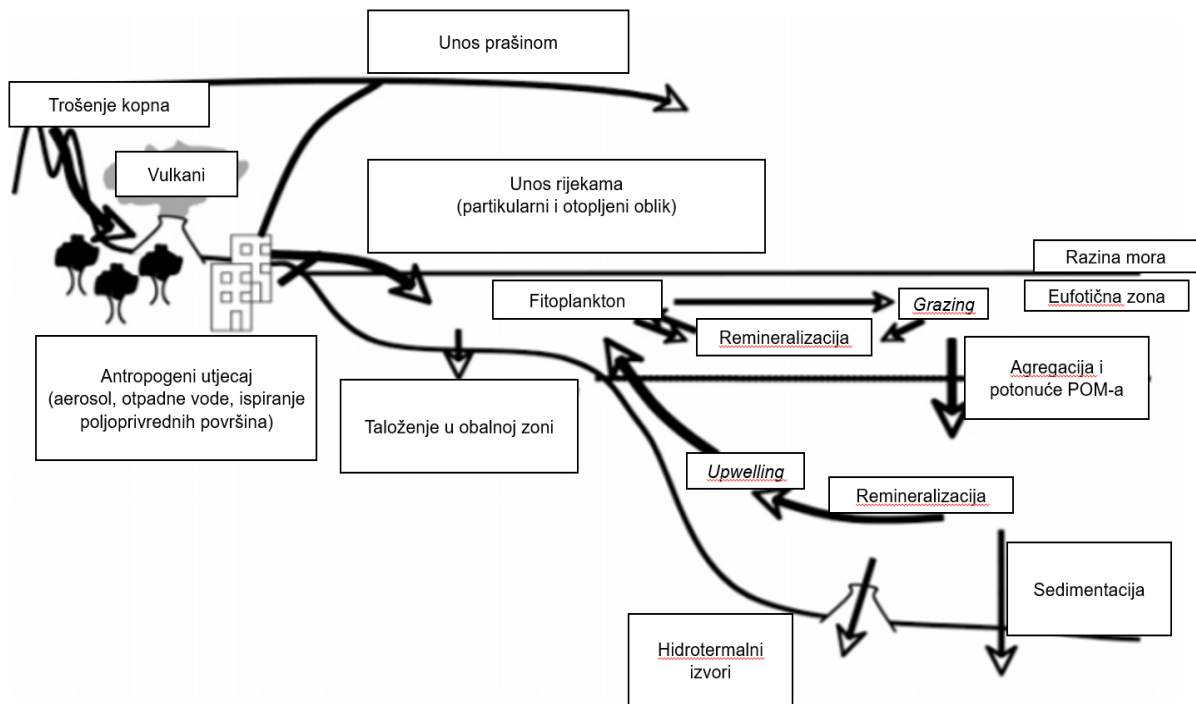 Unos prašinom
Trošenje kopna
Vulkani
Unos rijekama
(partikularni i otopljeni oblik)
Razina mora
Eufotična zona
Fitoplankton
Grazing
Remineralizacija
Antropogeni utjecaj
(aerosol, otpadne vode, ispiranje
poljoprivrednih površina)
Taloženje u obalnoj zoni
Agregacija i
potonuće POM-a
Upwelling
Remineralizacija
Sedimentacija
Hidrotermalni
izvori